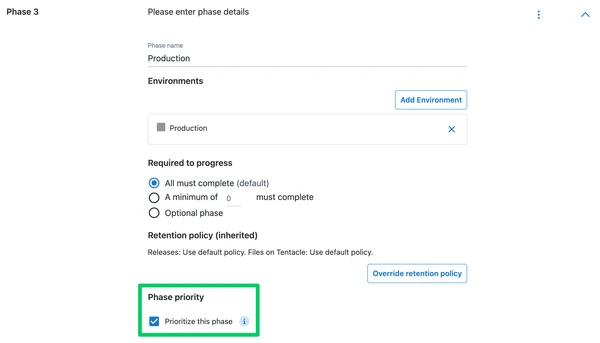 Phase 3
Please enter phase details
Phase name
Production
Environments
Add Environment
Production
Required to progress
All must complete (default)
A minimum of 0 must complete
Optional phase
Retention policy (inherited)
Releases: Use default policy. Files on Tentacle: Use default policy.
Override retention policy
Phase priority
Prioritize this phase